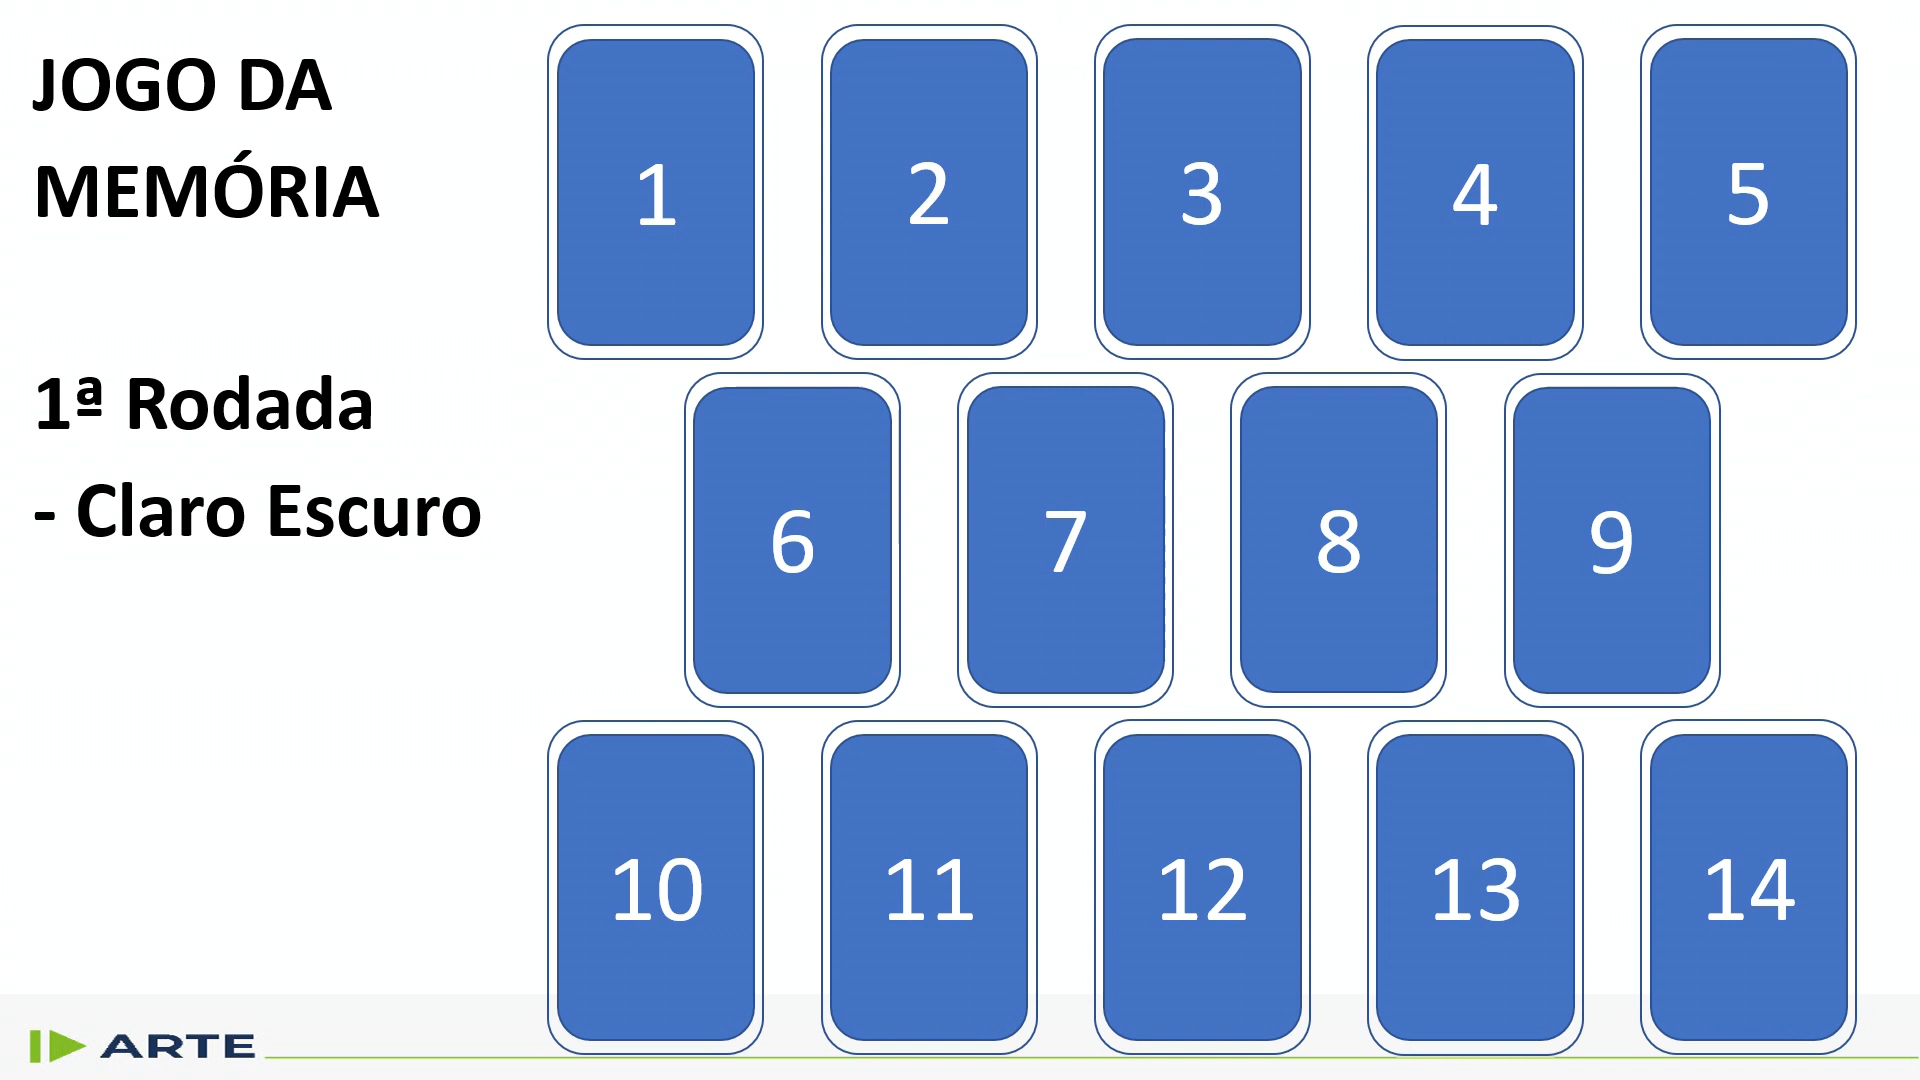 JOGO DA
MEMÓRIA
1ª Rodada
- Claro Escuro
1 2 3 4 5
6 7 8 9
10 11 12 13 14
ARTE